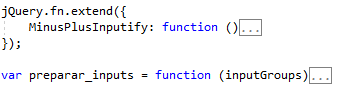 jQuery.fn.extend({
    MinusPlusInputify: function ()...
});
var preparar_inputs = function (inputGroups)...